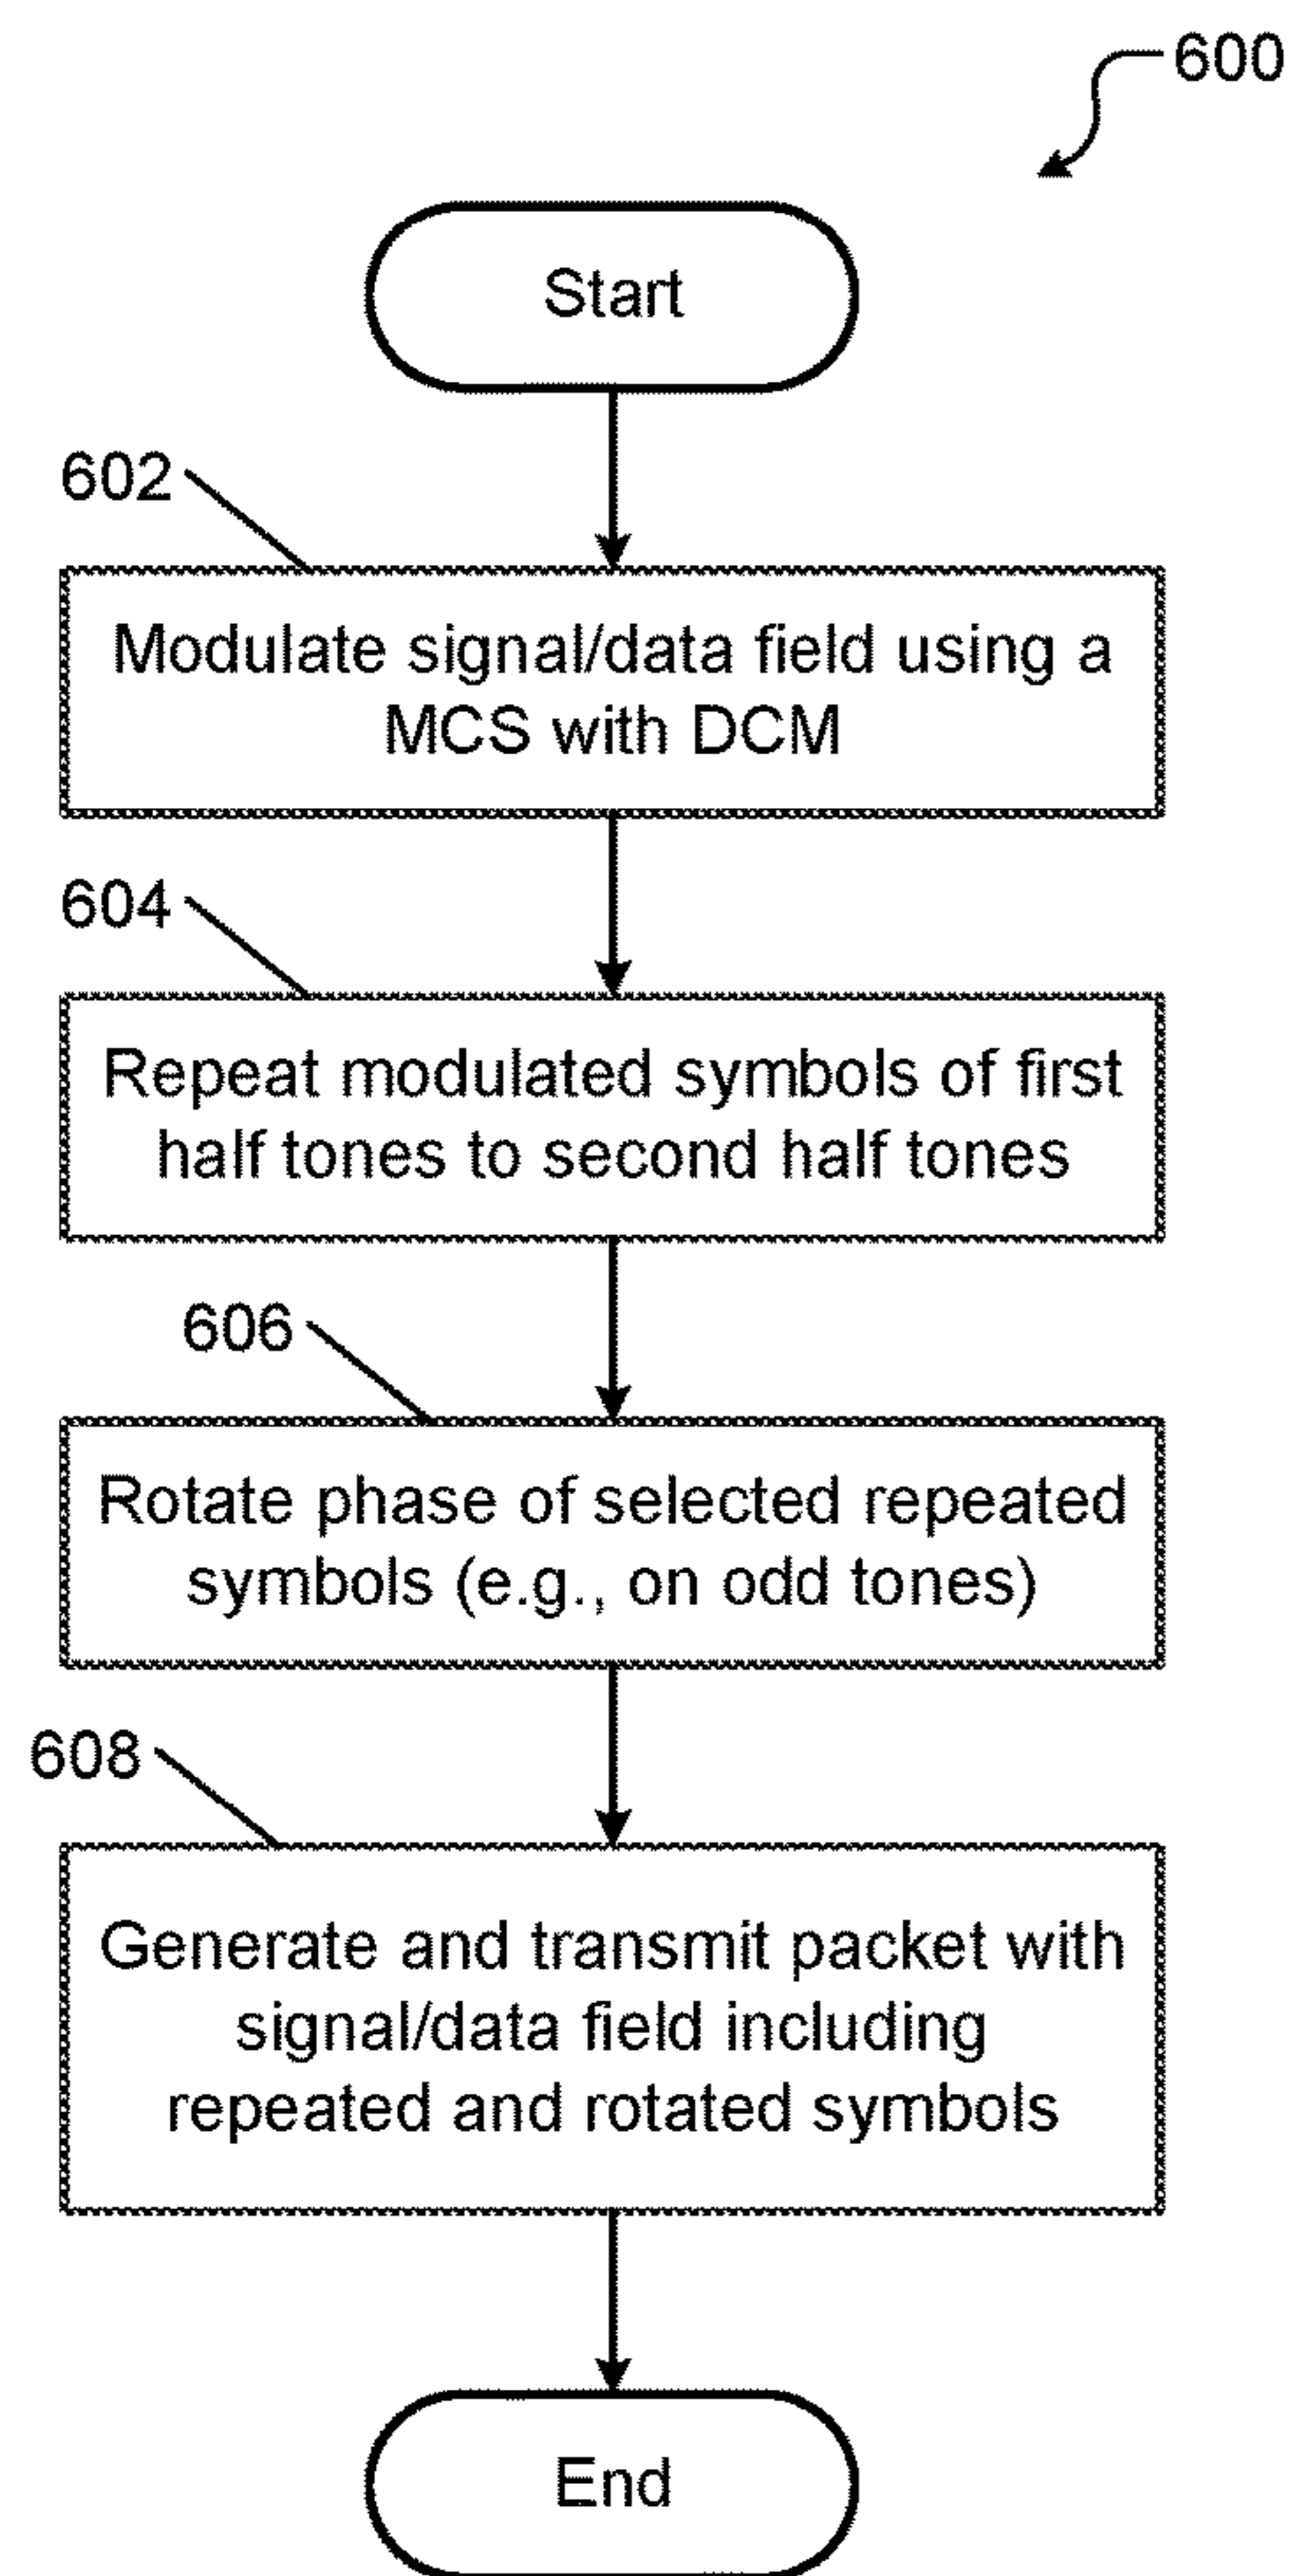 600
Start
602
Modulate signal/data field using a
MCS with DCM
604
Repeat modulated symbols of first
half tones to second half tones
606
Rotate phase of selected repeated
symbols (e.g., on odd tones)
608
Generate and transmit packet with
signal/data field including
repeated and rotated symbols
End